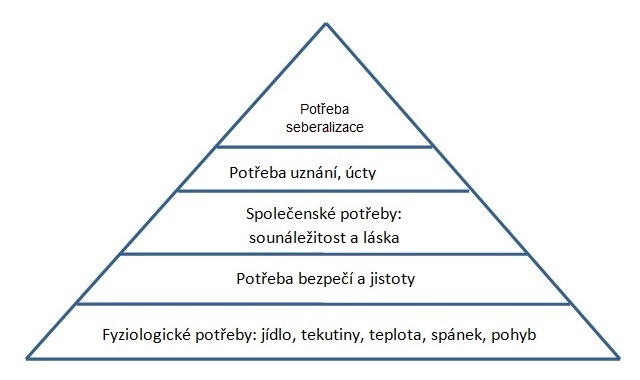 Potřeba
seberalizace
Potřeba uznání, úcty
Společenské potřeby:
sounáležitost a láska
Potřeba bezpečí a jistoty
Fyziologické potřeby: jídlo, tekutiny, teplota, spánek, pohyb